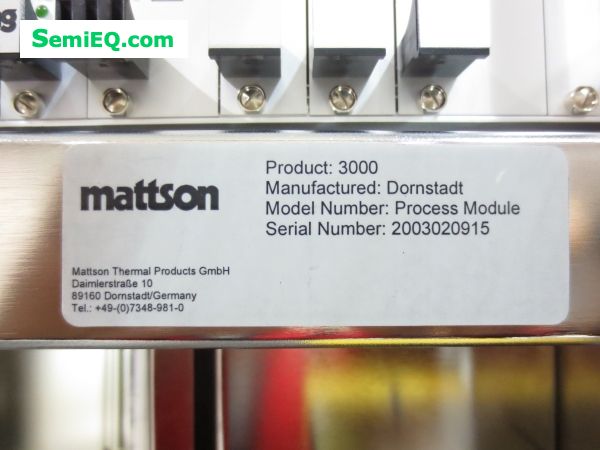 SemiEQ.com
mattson
Product: 3000
Manufactured: Dornstadt
Model Number: Process Module
Serial Number: 2003020915
Mattson Thermal Products GmbH
Daimlerstraße 10
89160 Dornstadt/Germany
Tel.: +49-(0)7348-981-0